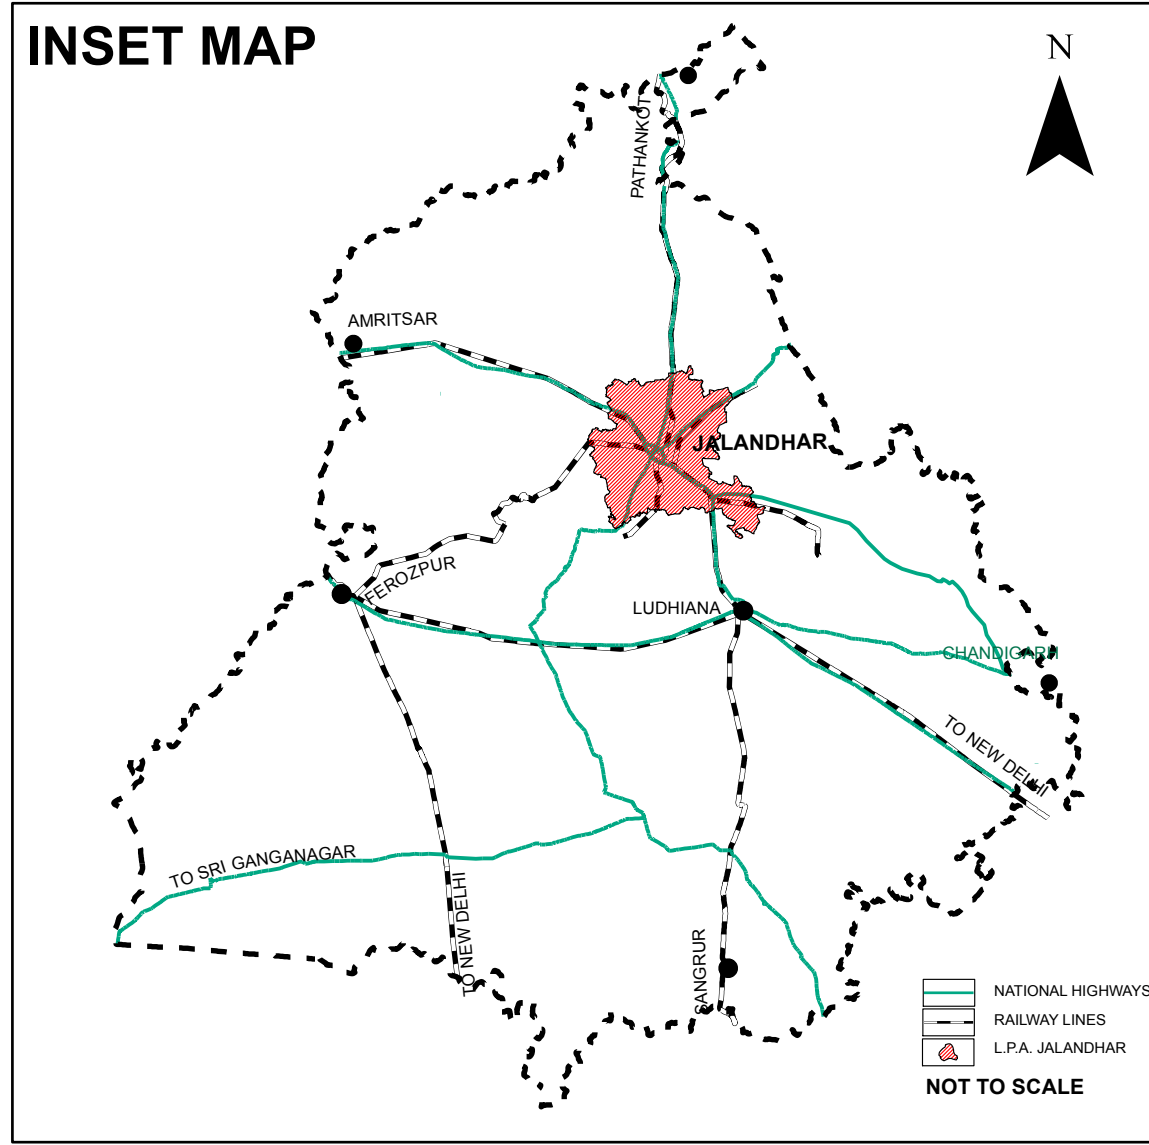 INSET MAP
N
PATHANKOT
AMRITSAR
JALANDHAR
FEROZPUR
LUDHIANA
CHANDIGARH
TO NEW DELHI
TO SRI GANGANAGAR
TO NEW DELHI
SANGRUR
NATIONAL HIGHWAYS
RAILWAY LINES
L.P.A. JALANDHAR
NOT TO SCALE